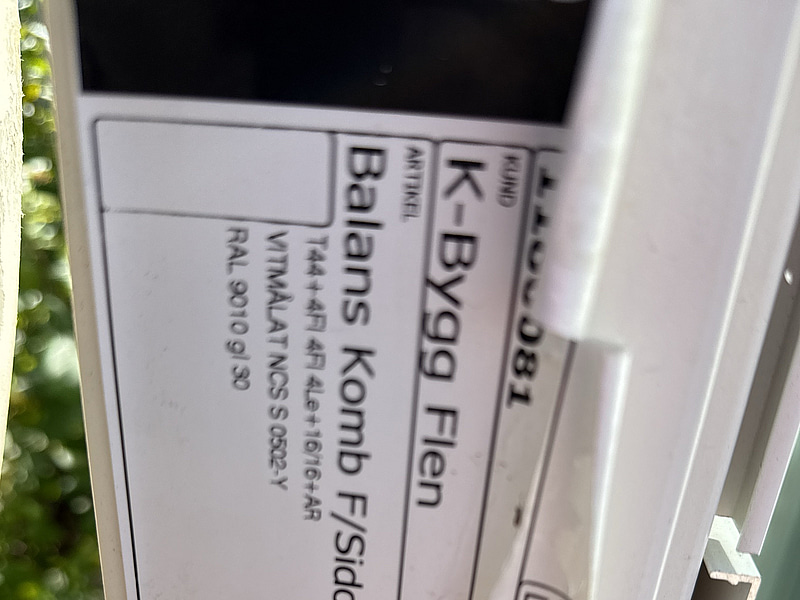 KUND
K-Bygg Flen
ARTIKEL
Balans Komb F/Sido
T44+4Fl 4Fl 4Le+16/16+AR
VITMÅLAT NCS S 0502-Y
RAL 9010 gl 30